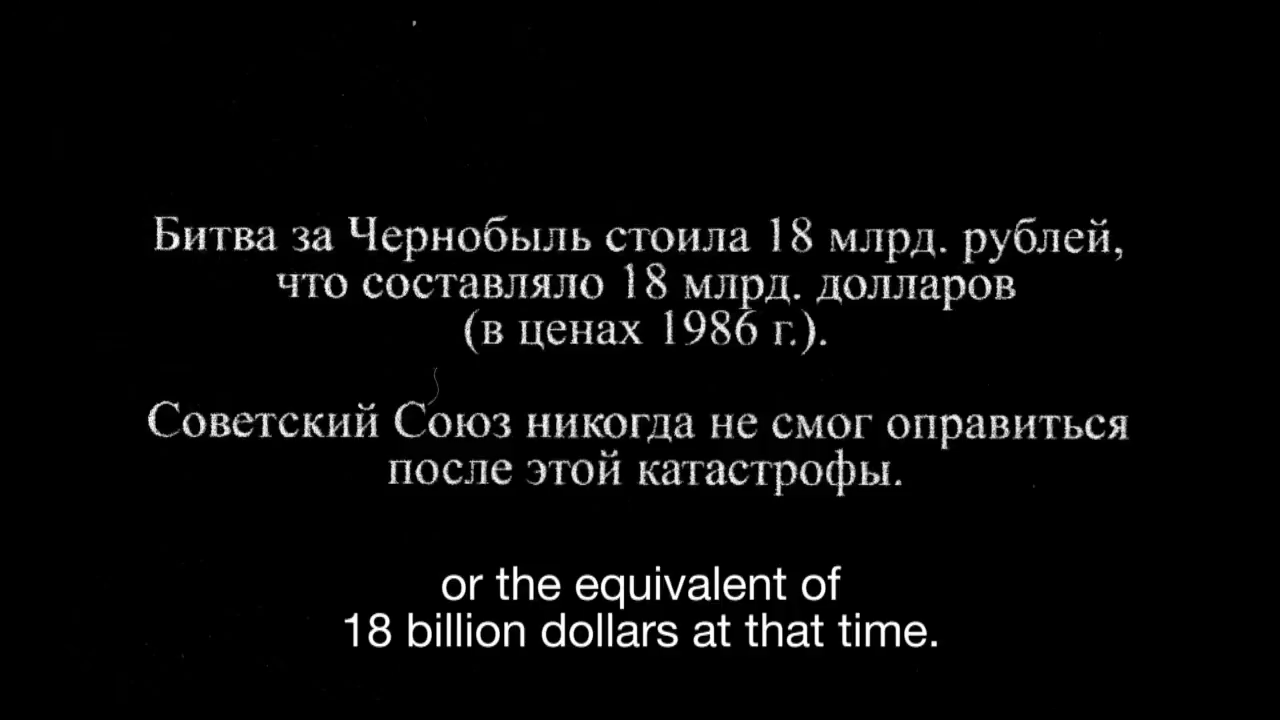 Битва за Чернобыль стоила 18 млрд. рублей,
что составляло 18 млрд. долларов
(в ценах 1986 г.).
Советский Союз никогда не смог оправиться
после этой катастрофы.
or the equivalent of
18 billion dollars at that time.